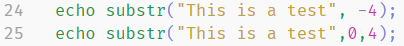 24 echo substr("This is a test", -4);
25 echo substr("This is a test",0,4);